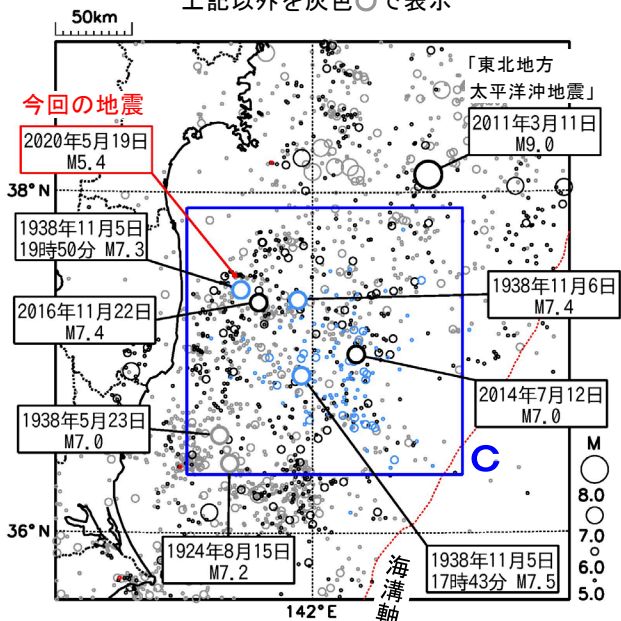 上記以外を灰色○で表示
50km
「東北地方
太平洋沖地震」
今回の地震
2011年3月11日
M9.0
2020年5月19日
M5.4
38°N
1938年11月5日
19時50分 M7.3
1938年11月6日
M7.4
2016年11月22日
M7.4
2014年7月12日
M7.0
1938年5月23日
M7.0
C
M
8.0
7.0
6.0
5.0
36°N
1924年8月15日
M7.2
1938年11月5日
17時43分 M7.5
海溝軸
142°E